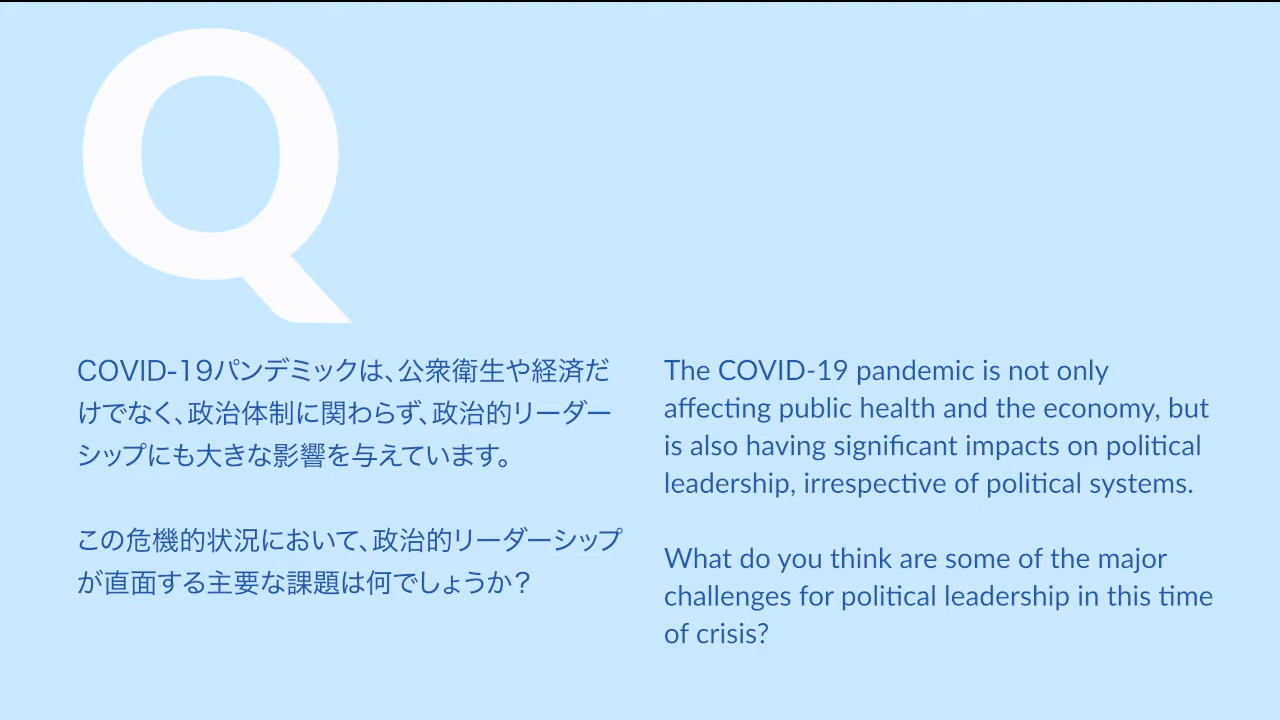 Q
COVID-19パンデミックは、公衆衛生や経済だ
けでなく、政治体制に関わらず、政治的リーダー
シップにも大きな影響を与えています。
この危機的状況において、政治的リーダーシップ
が直面する主要な課題は何でしょうか？
The COVID-19 pandemic is not only
affecting public health and the economy, but
is also having significant impacts on political
leadership, irrespective of political systems.
What do you think are some of the major
challenges for political leadership in this time
of crisis?